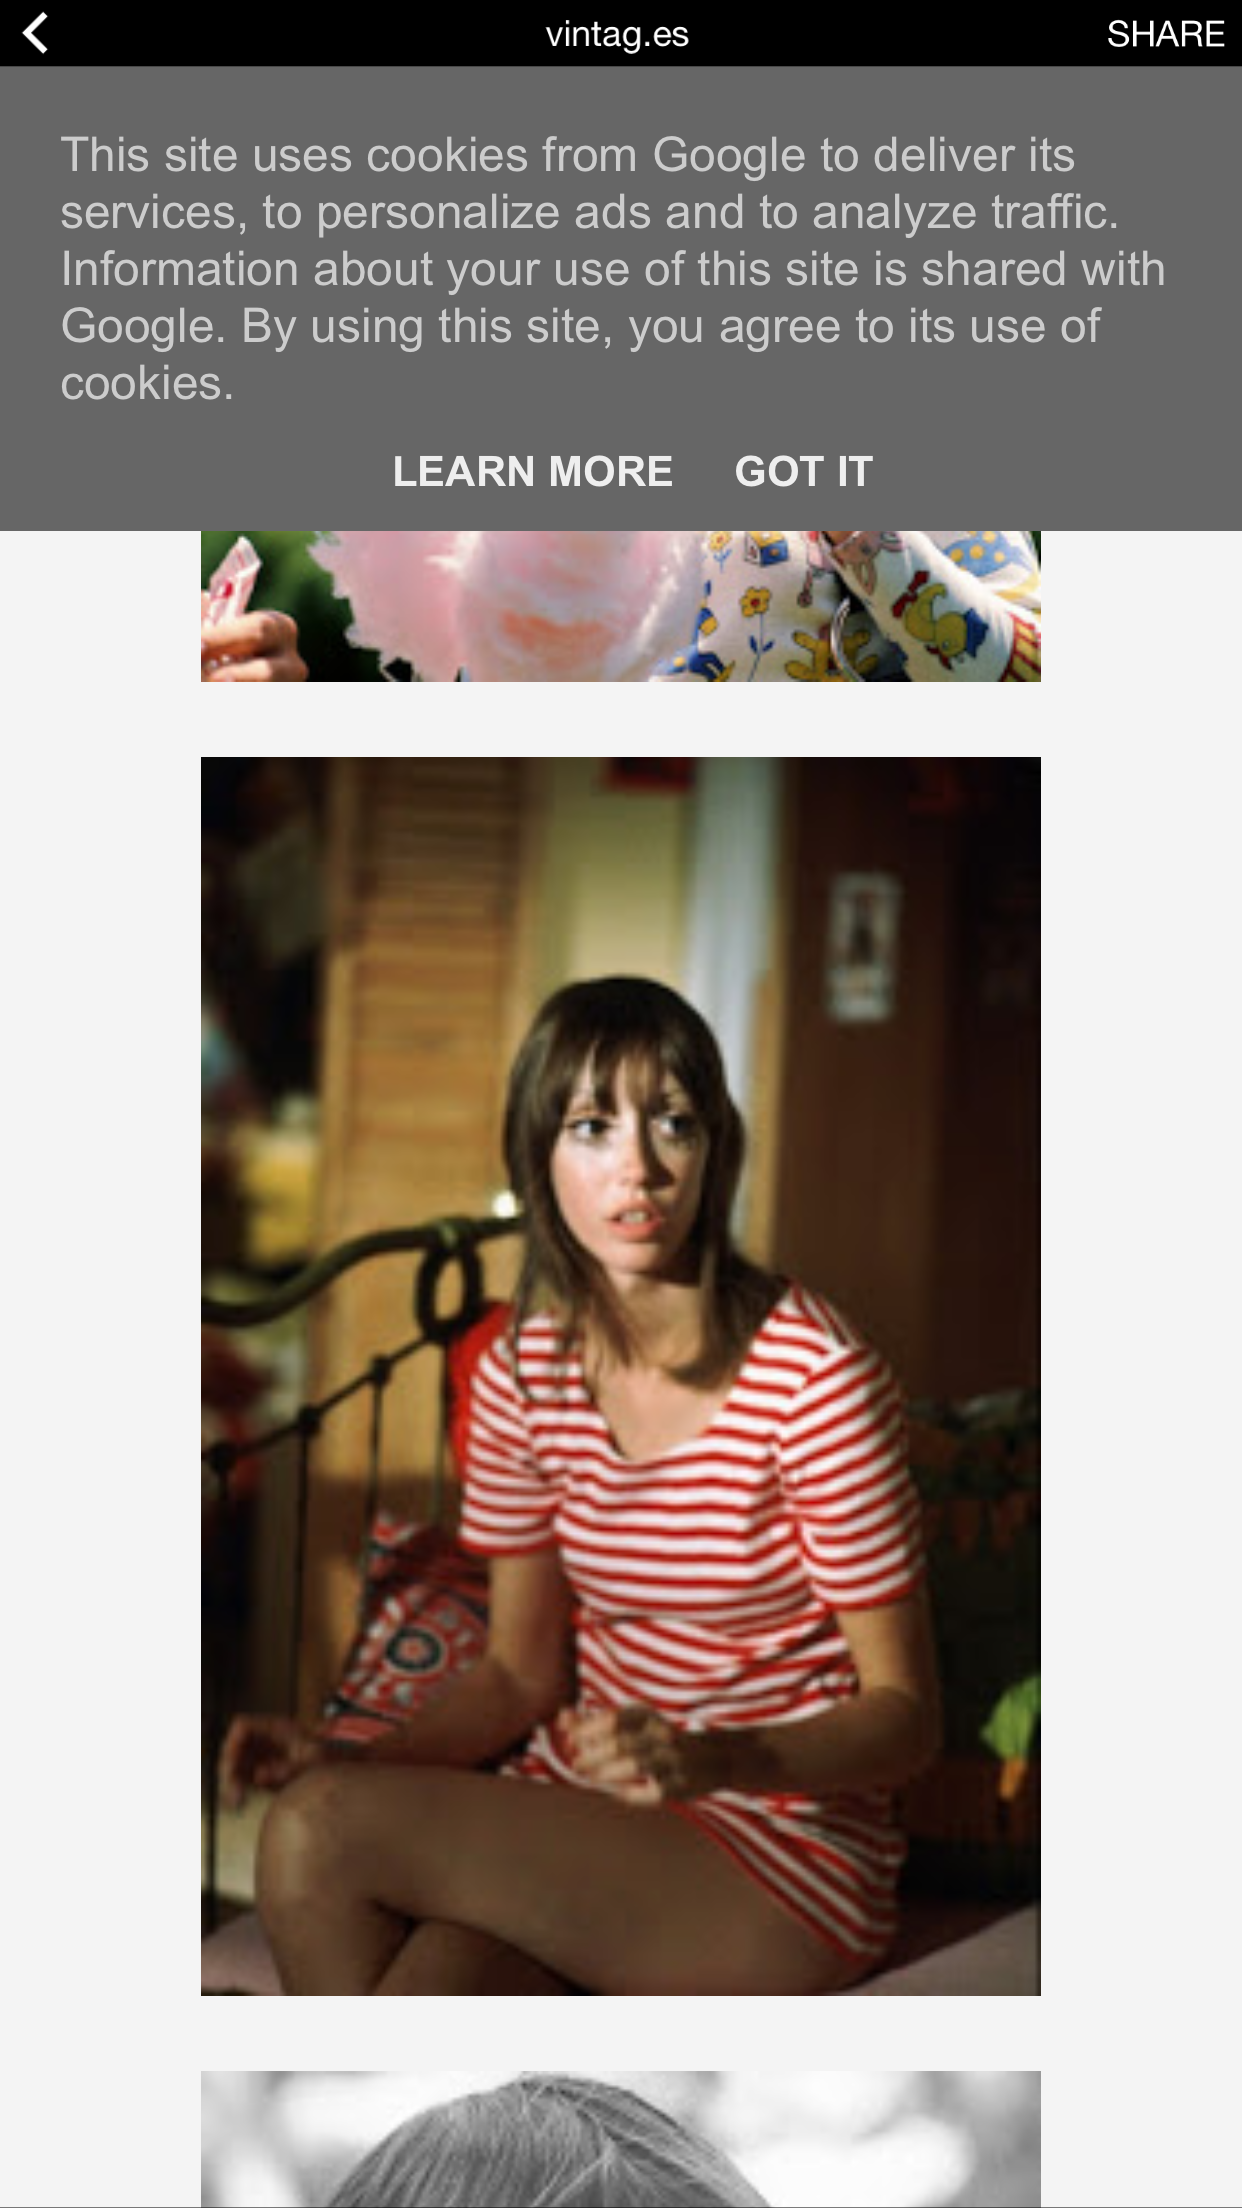 vintag.es
SHARE
This site uses cookies from Google to deliver its
services, to personalize ads and to analyze traffic.
Information about your use of this site is shared with
Google. By using this site, you agree to its use of
cookies.
LEARN MORE GOT IT